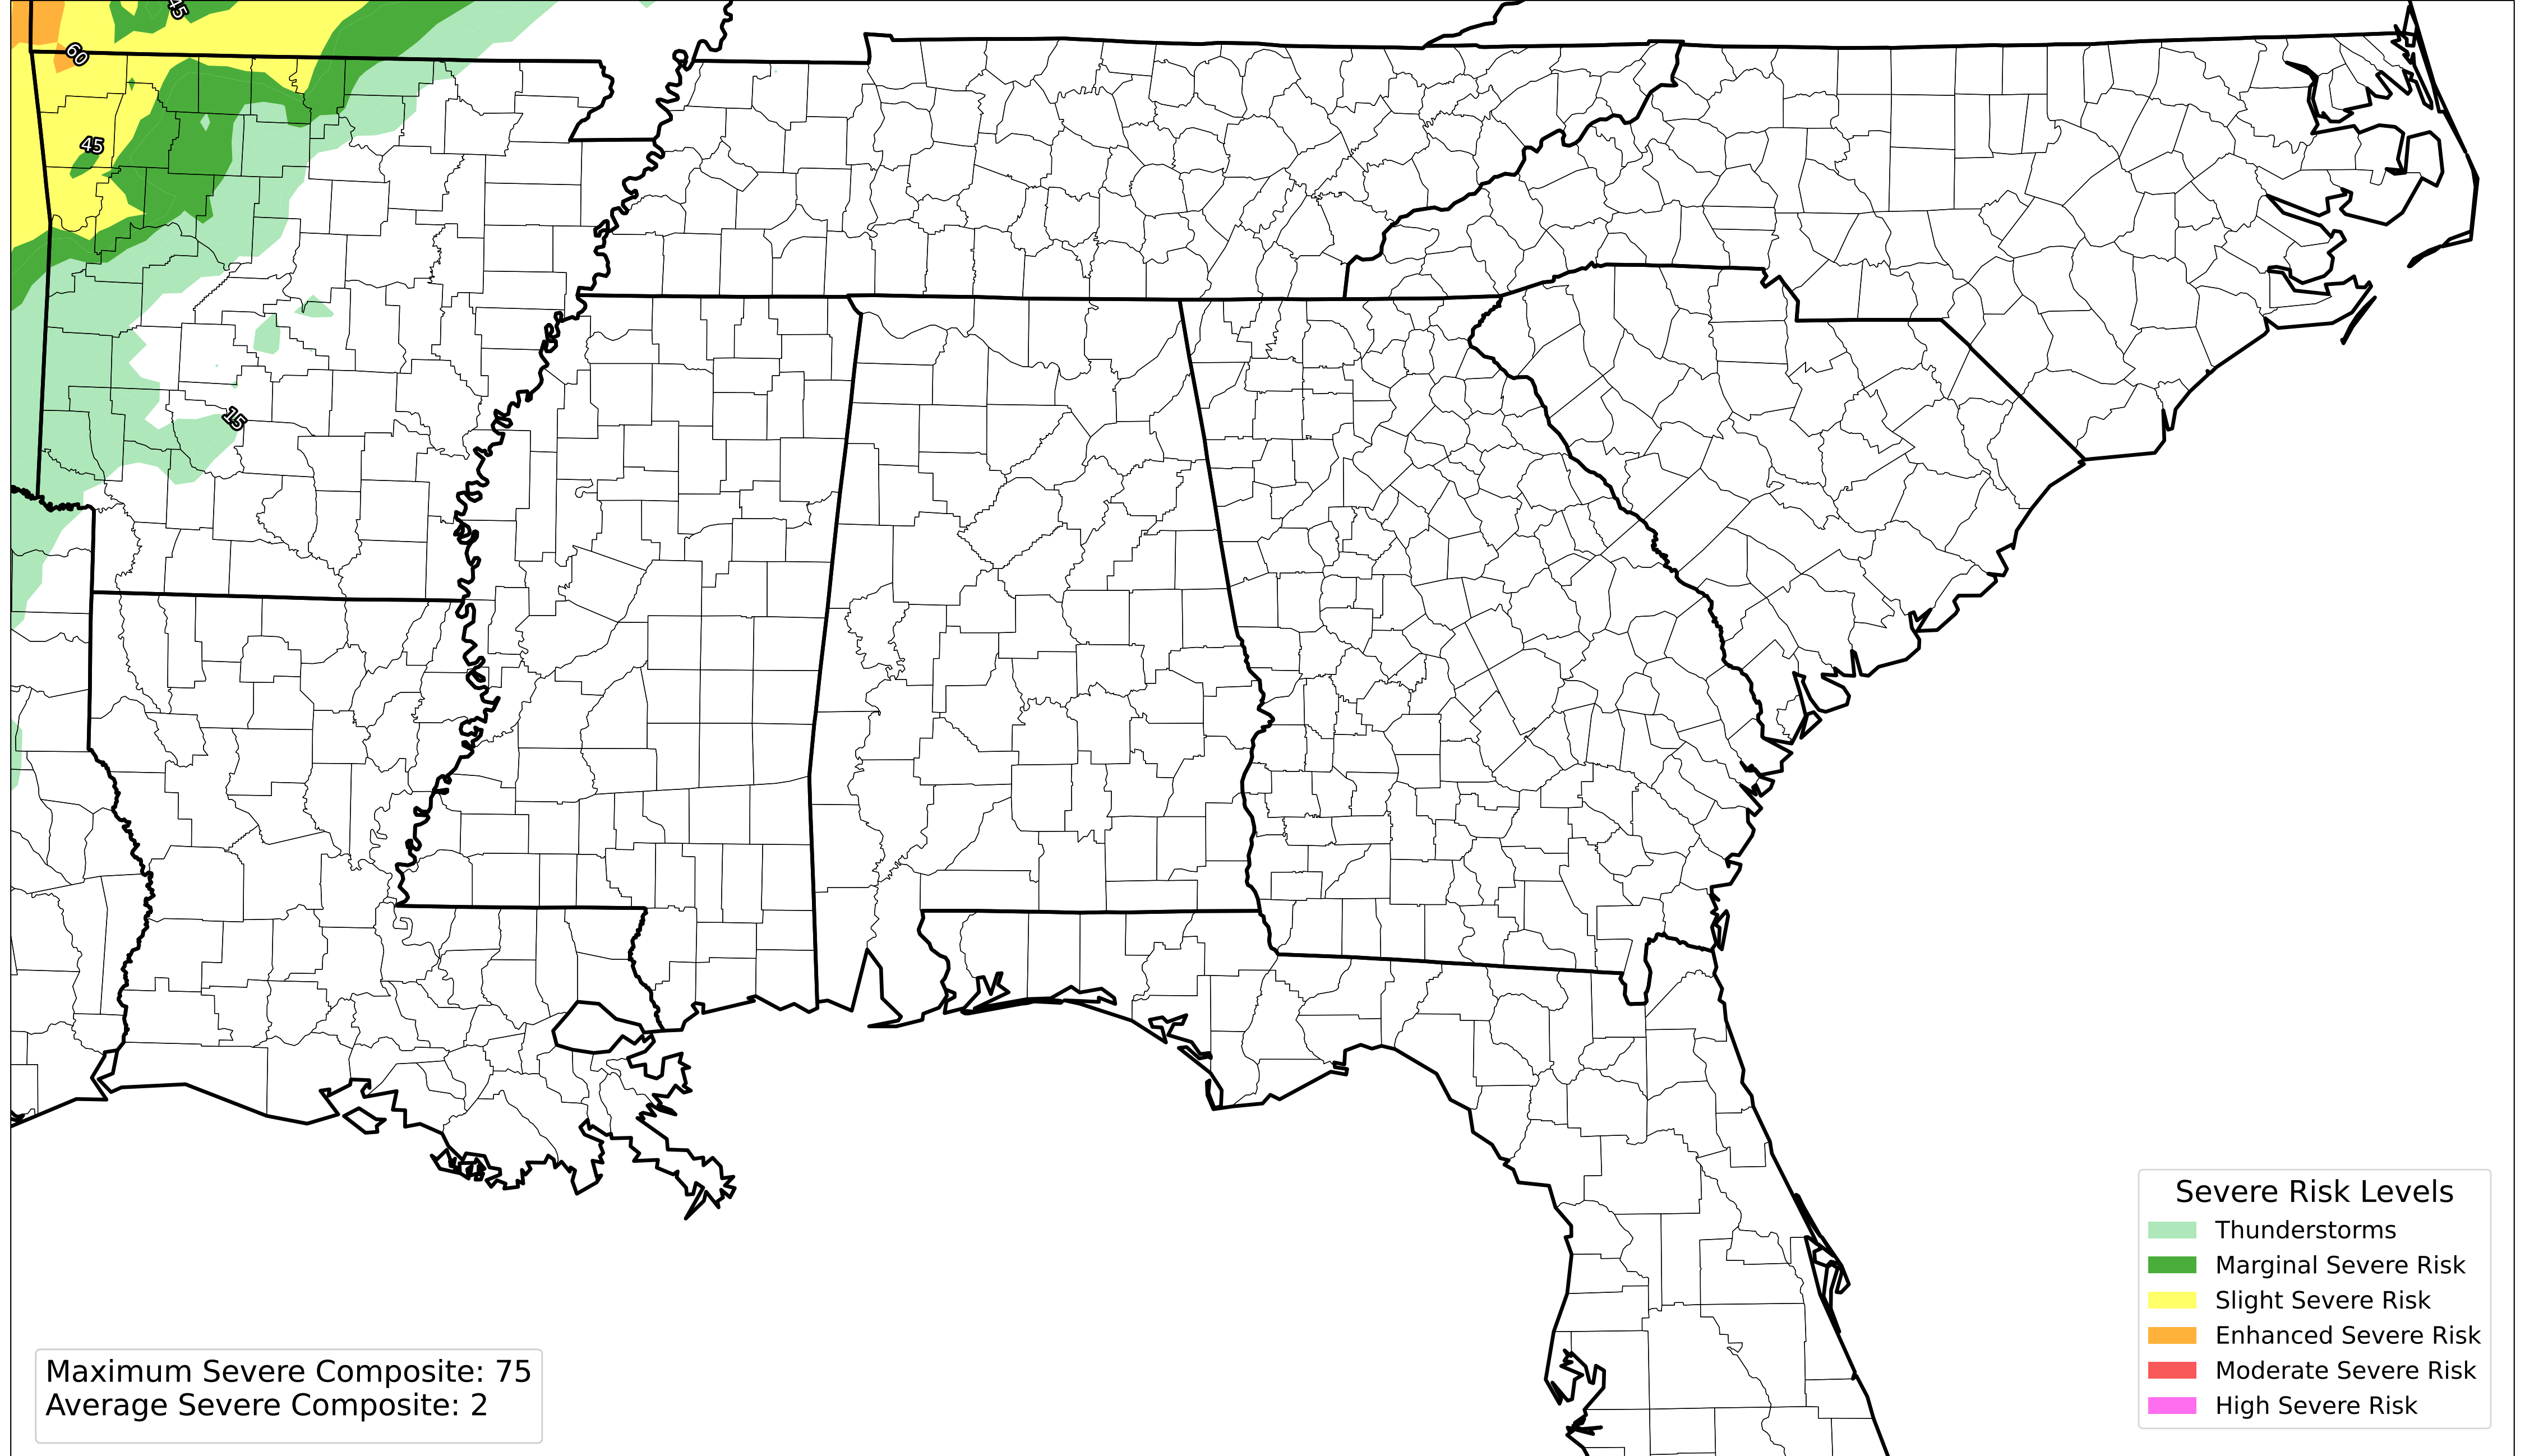 45
60
45
15
Severe Risk Levels
Thunderstorms
Marginal Severe Risk
Slight Severe Risk
Enhanced Severe Risk
Moderate Severe Risk
High Severe Risk
Maximum Severe Composite: 75
Average Severe Composite: 2